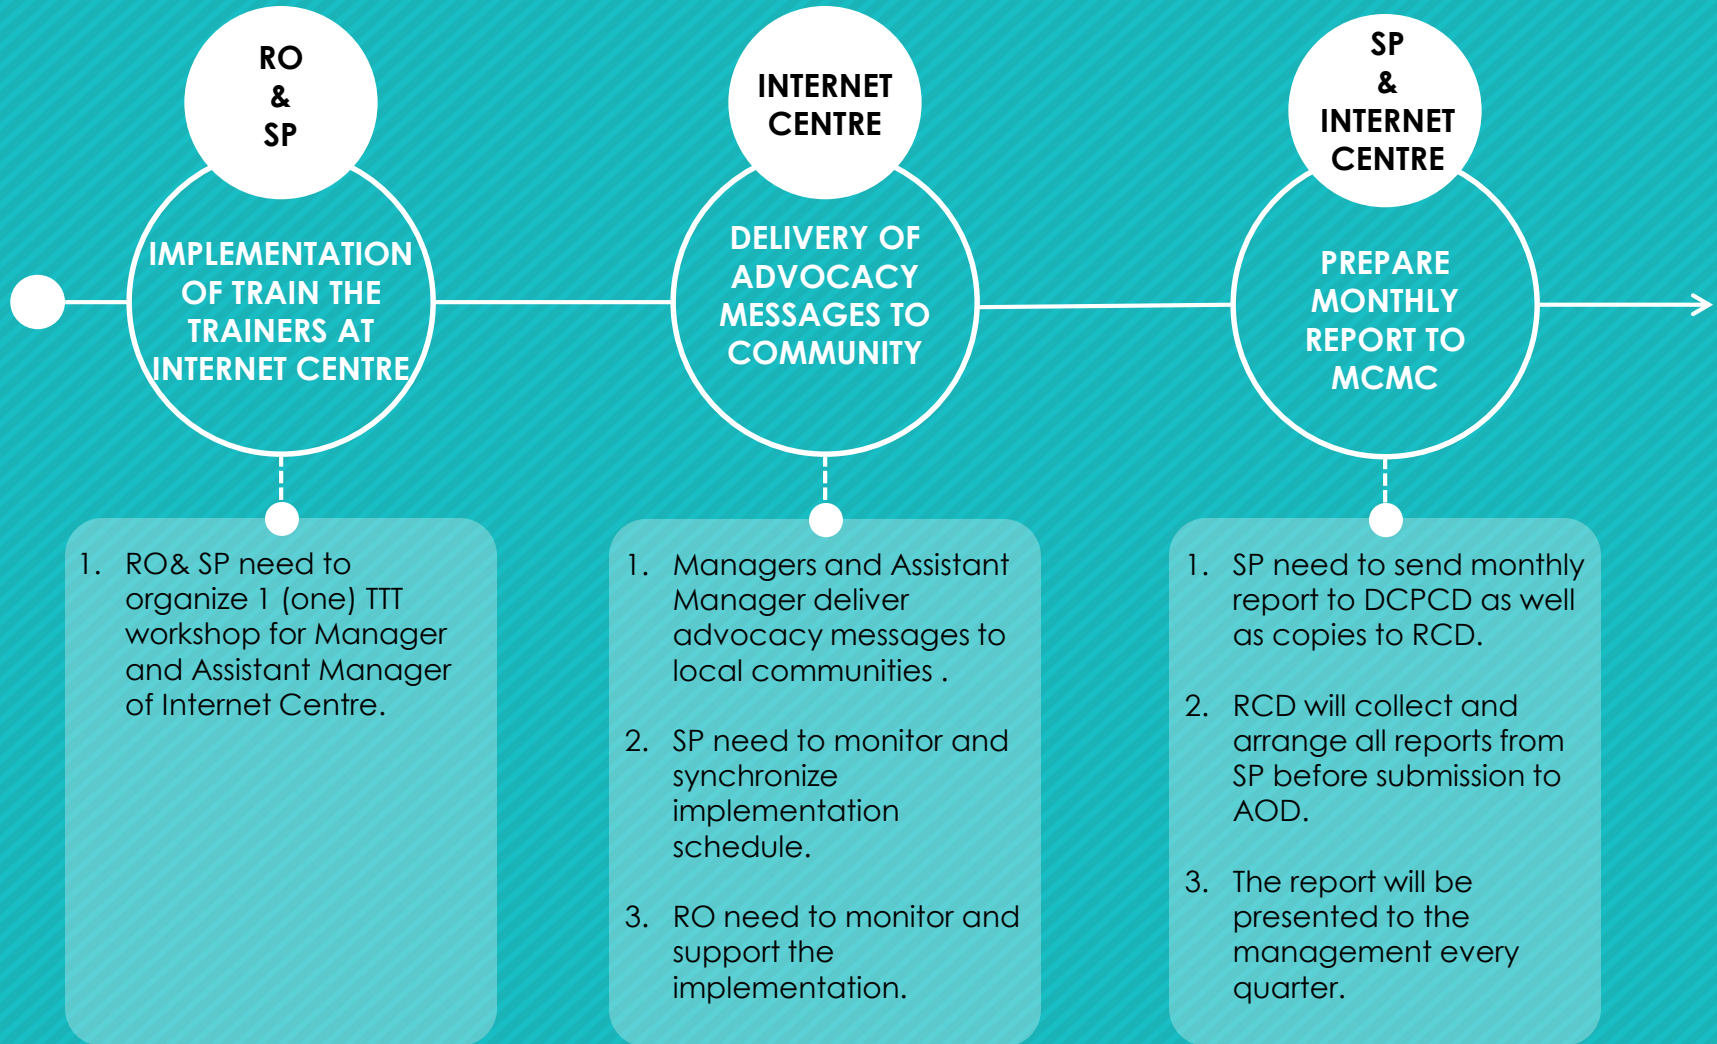 RO
&
SP
IMPLEMENTATION
OF TRAIN THE
TRAINERS AT
INTERNET CENTRE
1. RO& SP need to
organize 1 (one) TTT
workshop for Manager
and Assistant Manager
of Internet Centre.
INTERNET
CENTRE
DELIVERY OF
ADVOCACY
MESSAGES TO
COMMUNITY
1. Managers and Assistant
Manager deliver
advocacy messages to
local communities .
2. SP need to monitor and
synchronize
implementation
schedule.
3. RO need to monitor and
support the
implementation.
SP
&
INTERNET
CENTRE
PREPARE
MONTHLY
REPORT TO
MCMC
1. SP need to send monthly
report to DCPCD as well
as copies to RCD.
2. RCD will collect and
arrange all reports from
SP before submission to
AOD.
3. The report will be
presented to the
management every
quarter.